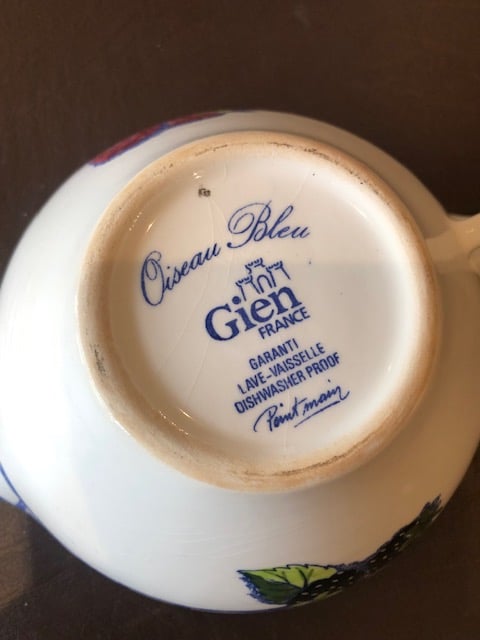 Oiseau Bleu
Gien
FRANCE
GARANTI
LAVE-VAISSELLE
DISHWASHER PROOF
Peint main